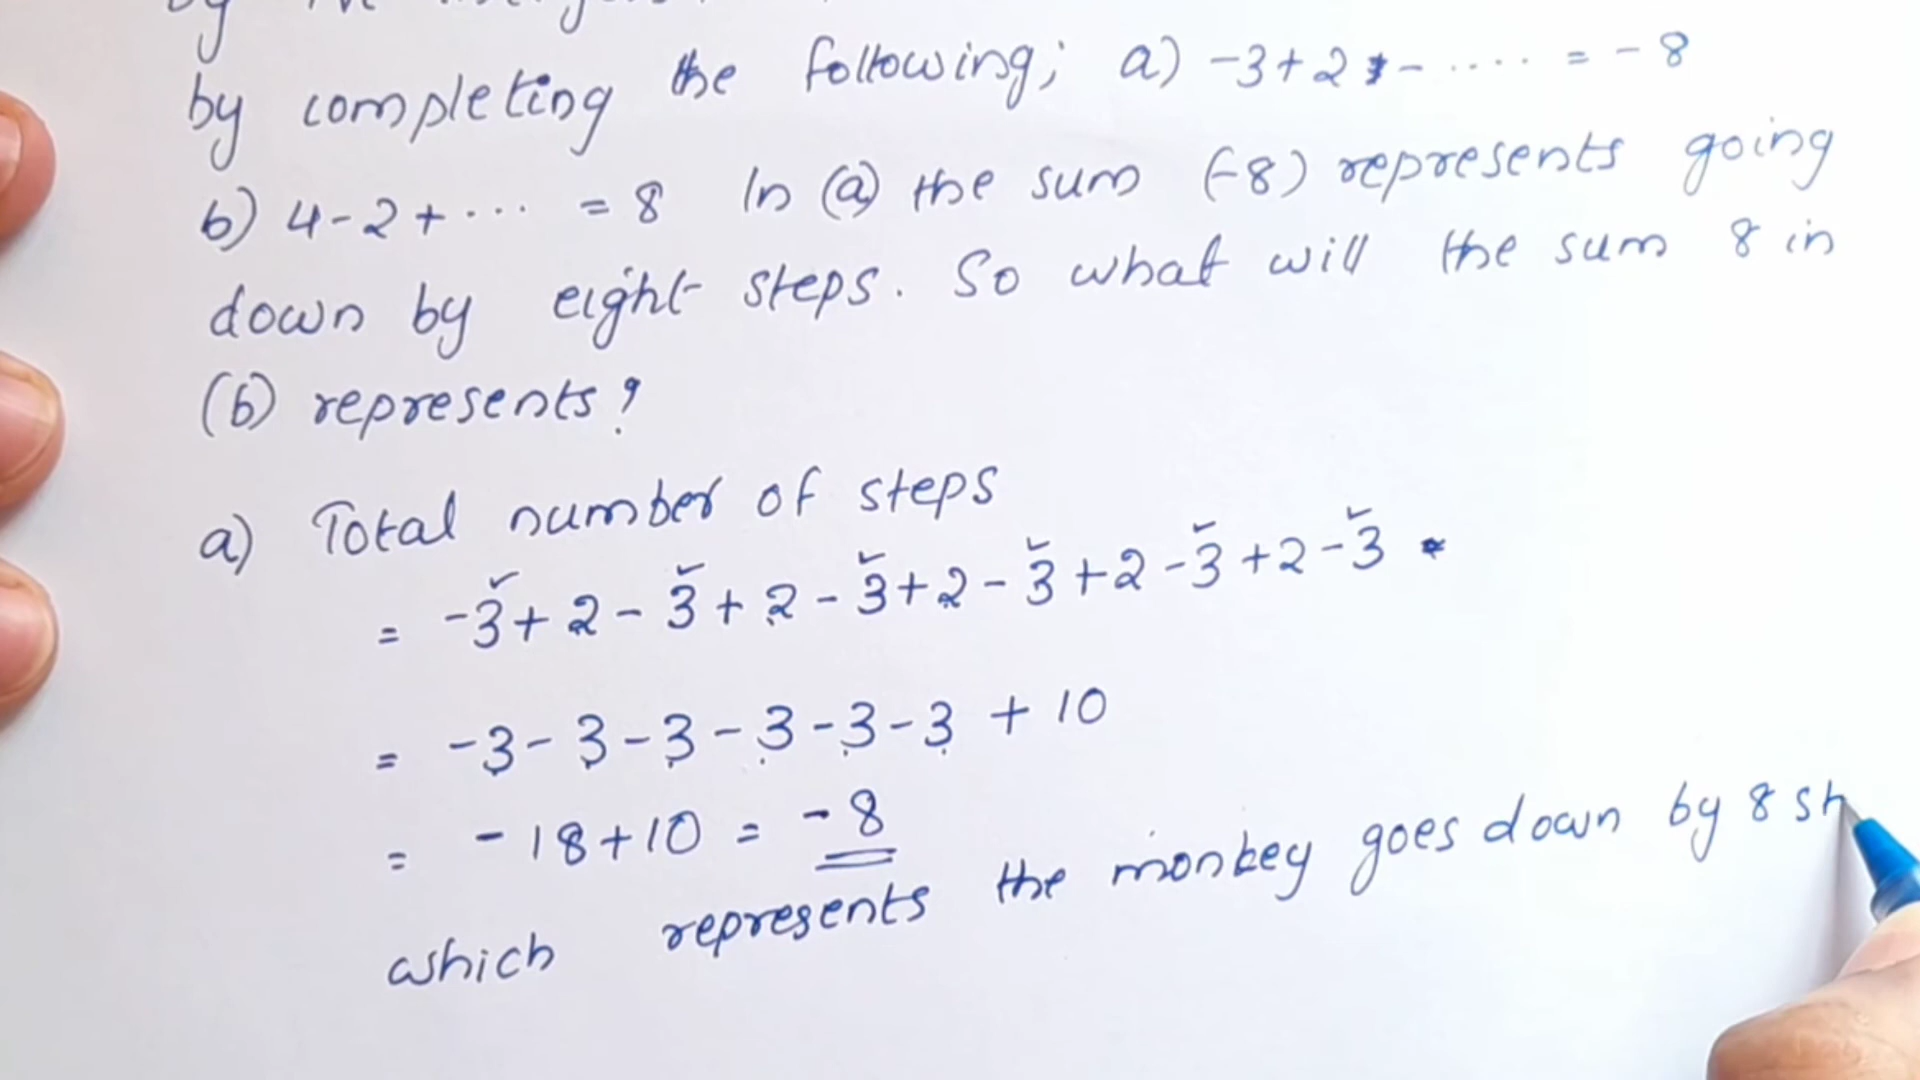 by
by completing the following; a) -3+2 - ..... = -8
b) 4-2+... = 8 In (a) the sum (-8) represents going
down by eight steps. So what will the sum 8 in
(b) represents?
a) Total number of steps
= -3+2-3+2-3+2-3+2-3+2-3
= -3-3-3-3-3-3+10
= -18+10 = -8
which represents the monkey goes down by 8 st